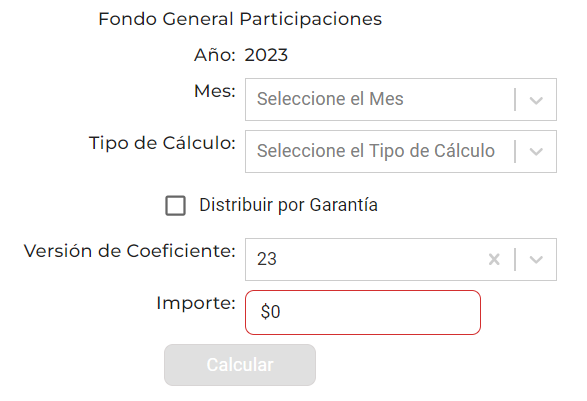 Fondo General Participaciones
Año: 2023
Mes: Seleccione el Mes
Tipo de Cálculo: Seleccione el Tipo de Cálculo
Distribuir por Garantía
Versión de Coeficiente: 23
Importe: $0
Calcular